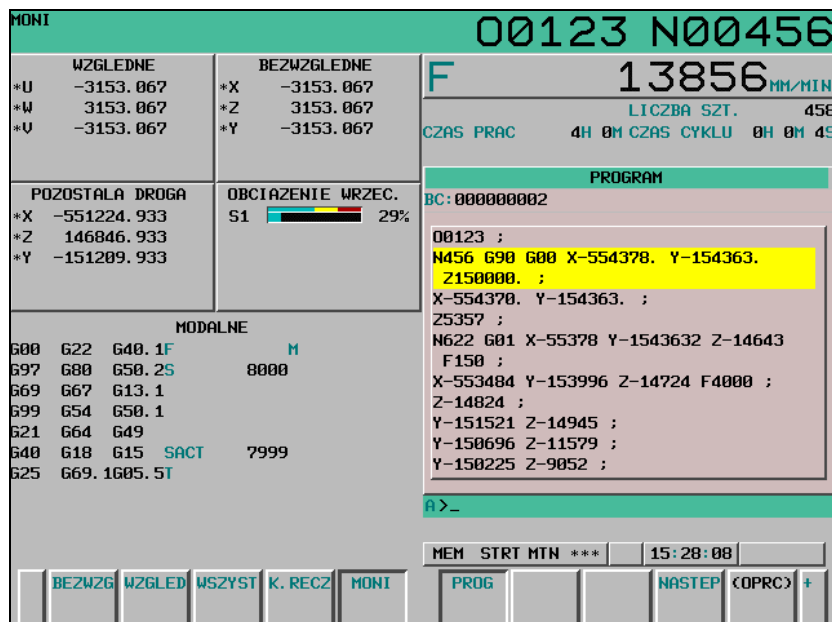 MONI
O0123 N00456
WZGLEDNE
*U -3153.067
*W 3153.067
*V -3153.067
BEZWZGLEDNE
*X -3153.067
*Z 3153.067
*Y -3153.067
F 13856 MM/MIN
LICZBA SZT. 458
CZAS PRAC 4H 0M CZAS CYKLU 0H 0M 4S
POZOSTALA DROGA
*X -551224.933
*Z 146846.933
*Y -151209.933
OBCIAZENIE WRZEC.
S1 29%
PROGRAM
BC:000000002
O0123 ;
N456 G90 G00 X-554378. Y-154363.
Z150000. ;
X-554370. Y-154363. ;
Z5357 ;
N622 G01 X-55378 Y-1543632 Z-14643
F150 ;
X-553484 Y-153996 Z-14724 F4000 ;
Z-14824 ;
Y-151521 Z-14945 ;
Y-150696 Z-11579 ;
Y-150225 Z-9052 ;
MODALNE
G00 G22 G40.1F M
G97 G80 G50.2S 8000
G69 G67 G13.1
G99 G54 G50.1
G21 G64 G49
G40 G18 G15 SACT 7999
G25 G69.1G05.5T
A>_
MEM STRT MTN *** 15:28:08
BEZWZG WZGLED WSZYST K.RECZ MONI PROG NASTEP (OPRC) +